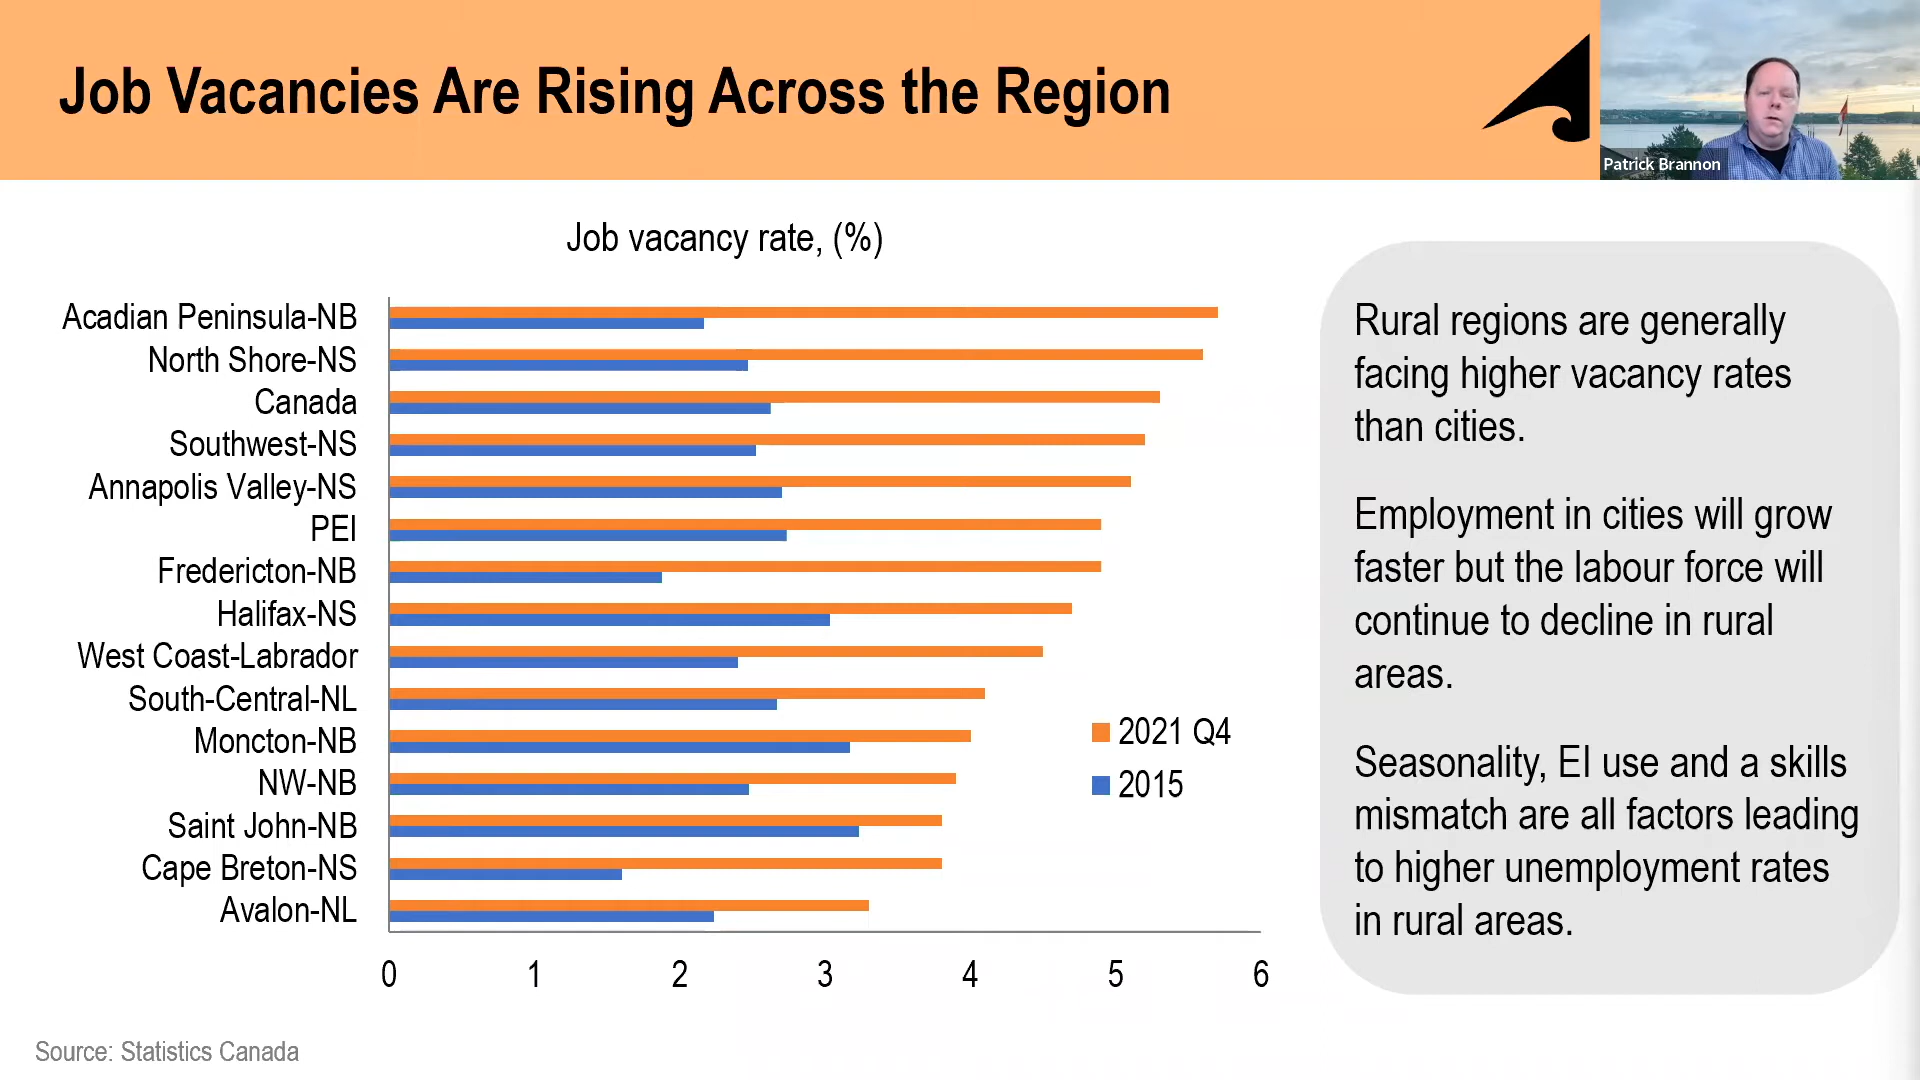 Job Vacancies Are Rising Across the Region
Patrick Brannon
Job vacancy rate, (%)
Acadian Peninsula-NB
North Shore-NS
Canada
Southwest-NS
Annapolis Valley-NS
PEI
Fredericton-NB
Halifax-NS
West Coast-Labrador
South-Central-NL
Moncton-NB
NW-NB
Saint John-NB
Cape Breton-NS
Avalon-NL
0 1 2 3 4 5 6
2021 Q4
2015
Rural regions are generally
facing higher vacancy rates
than cities.
Employment in cities will grow
faster but the labour force will
continue to decline in rural
areas.
Seasonality, EI use and a skills
mismatch are all factors leading
to higher unemployment rates
in rural areas.
Source: Statistics Canada